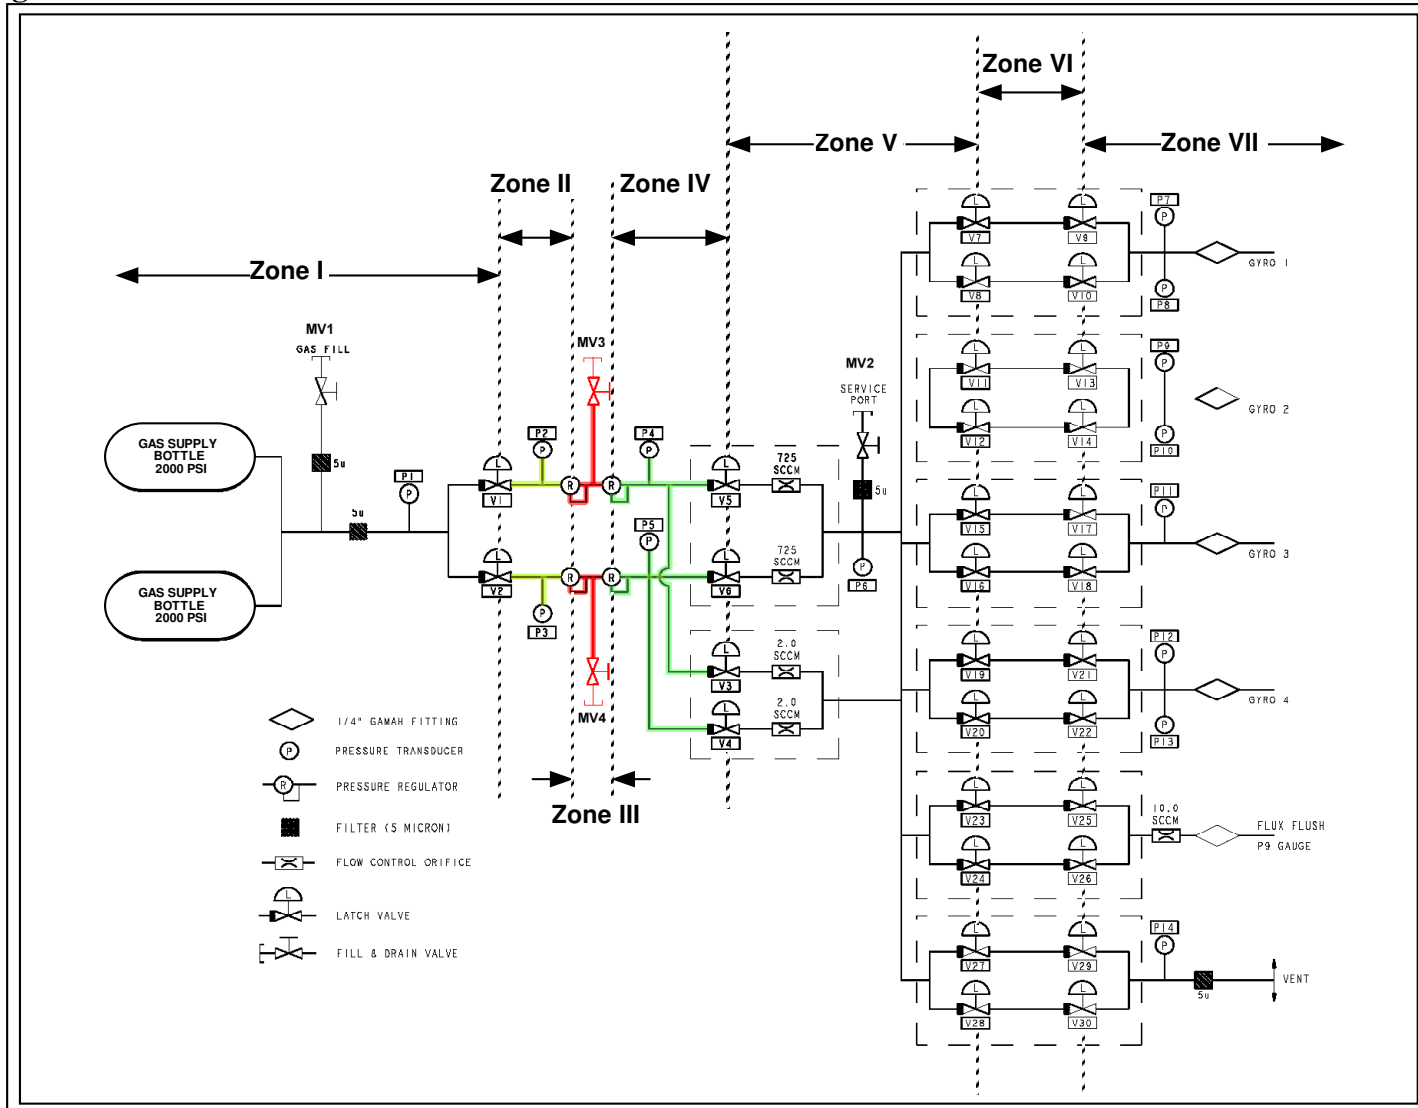 Zone VI
Zone V
Zone VII
Zone II
Zone IV
Zone I
Zone III
MV1
GAS FILL
5u
GAS SUPPLY
BOTTLE
2000 PSI
GAS SUPPLY
BOTTLE
2000 PSI
5u
P1
V1
V2
P2
P3
MV3
MV4
P4
P5
V5
V6
V3
V4
725
SCCM
725
SCCM
2.0
SCCM
2.0
SCCM
MV2
SERVICE
PORT
5u
P6
V7
V9
V8
V10
P7
P8
GYRO 1
V11
V13
V12
V14
P9
P10
GYRO 2
V15
V17
V16
V18
P11
GYRO 3
V19
V21
V20
V22
P12
P13
GYRO 4
V23
V25
V24
V26
10.0
SCCM
FLUX FLUSH
P9 GAUGE
V27
V29
V28
V30
P14
5u
VENT
1/4" GAMAH FITTING
P PRESSURE TRANSDUCER
R PRESSURE REGULATOR
FILTER (5 MICRON)
FLOW CONTROL ORIFICE
L
LATCH VALVE
FILL & DRAIN VALVE